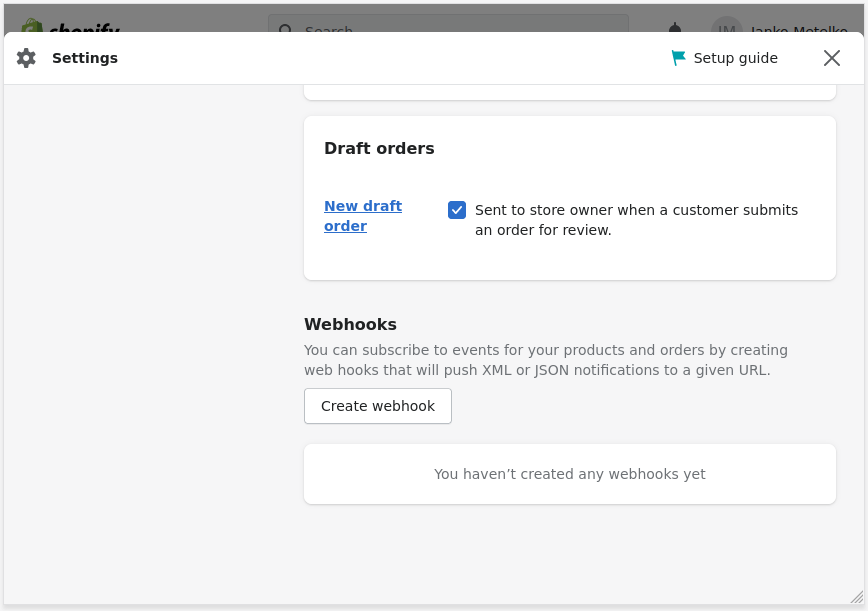 shopify
Search
JM
Janko Metelko
Settings
Setup guide
Draft orders
New draft
order
Sent to store owner when a customer submits
an order for review.
Webhooks
You can subscribe to events for your products and orders by creating
web hooks that will push XML or JSON notifications to a given URL.
Create webhook
You haven’t created any webhooks yet